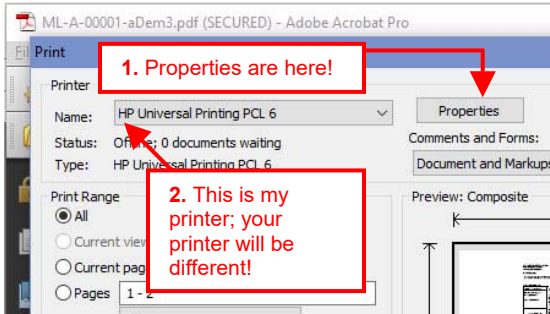 ML-A-00001-aDem3.pdf (SECURED) - Adobe Acrobat Pro
Print
1. Properties are here!
Printer
Name: HP Universal Printing PCL 6 Properties
Status: ; 0 documents waiting Comments and Forms:
Type: HP Universal Printing PCL 6 Document and Markups
Print Range Preview: Composite
All
Current view
Current pag
Pages 1 - 2
2. This is my
printer; your
printer will be
different!